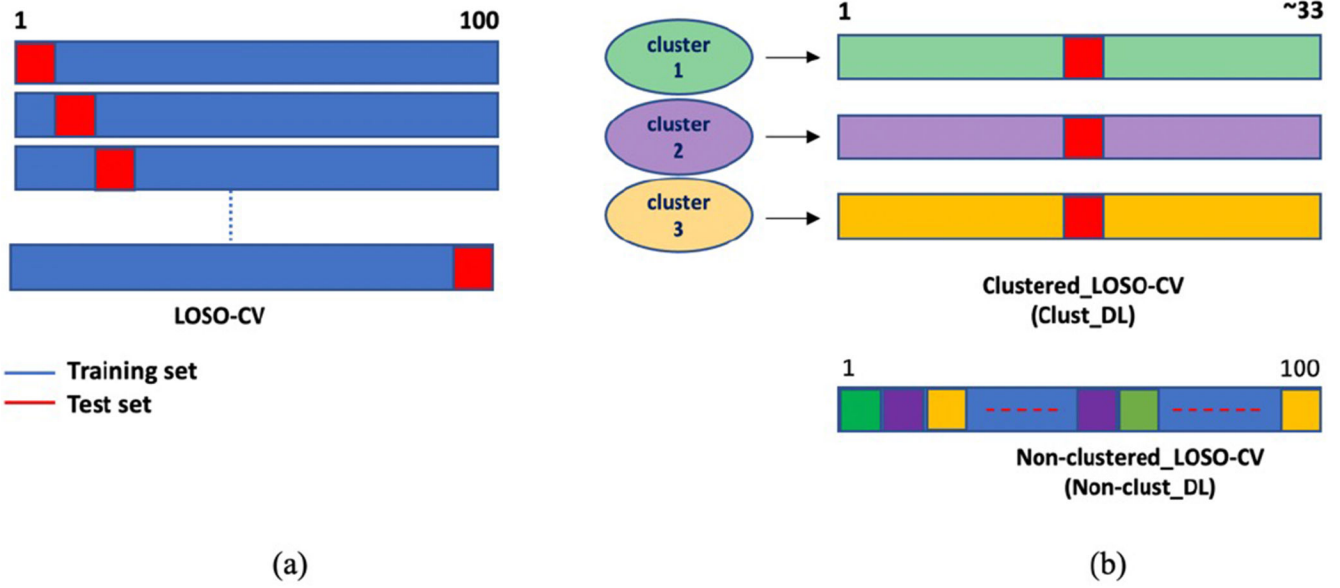 1 100
LOSO-CV
Training set
Test set
(a)
cluster
1
cluster
2
cluster
3
1 ~33
Clustered_LOSO-CV
(Clust_DL)
1 100
Non-clustered_LOSO-CV
(Non-clust_DL)
(b)